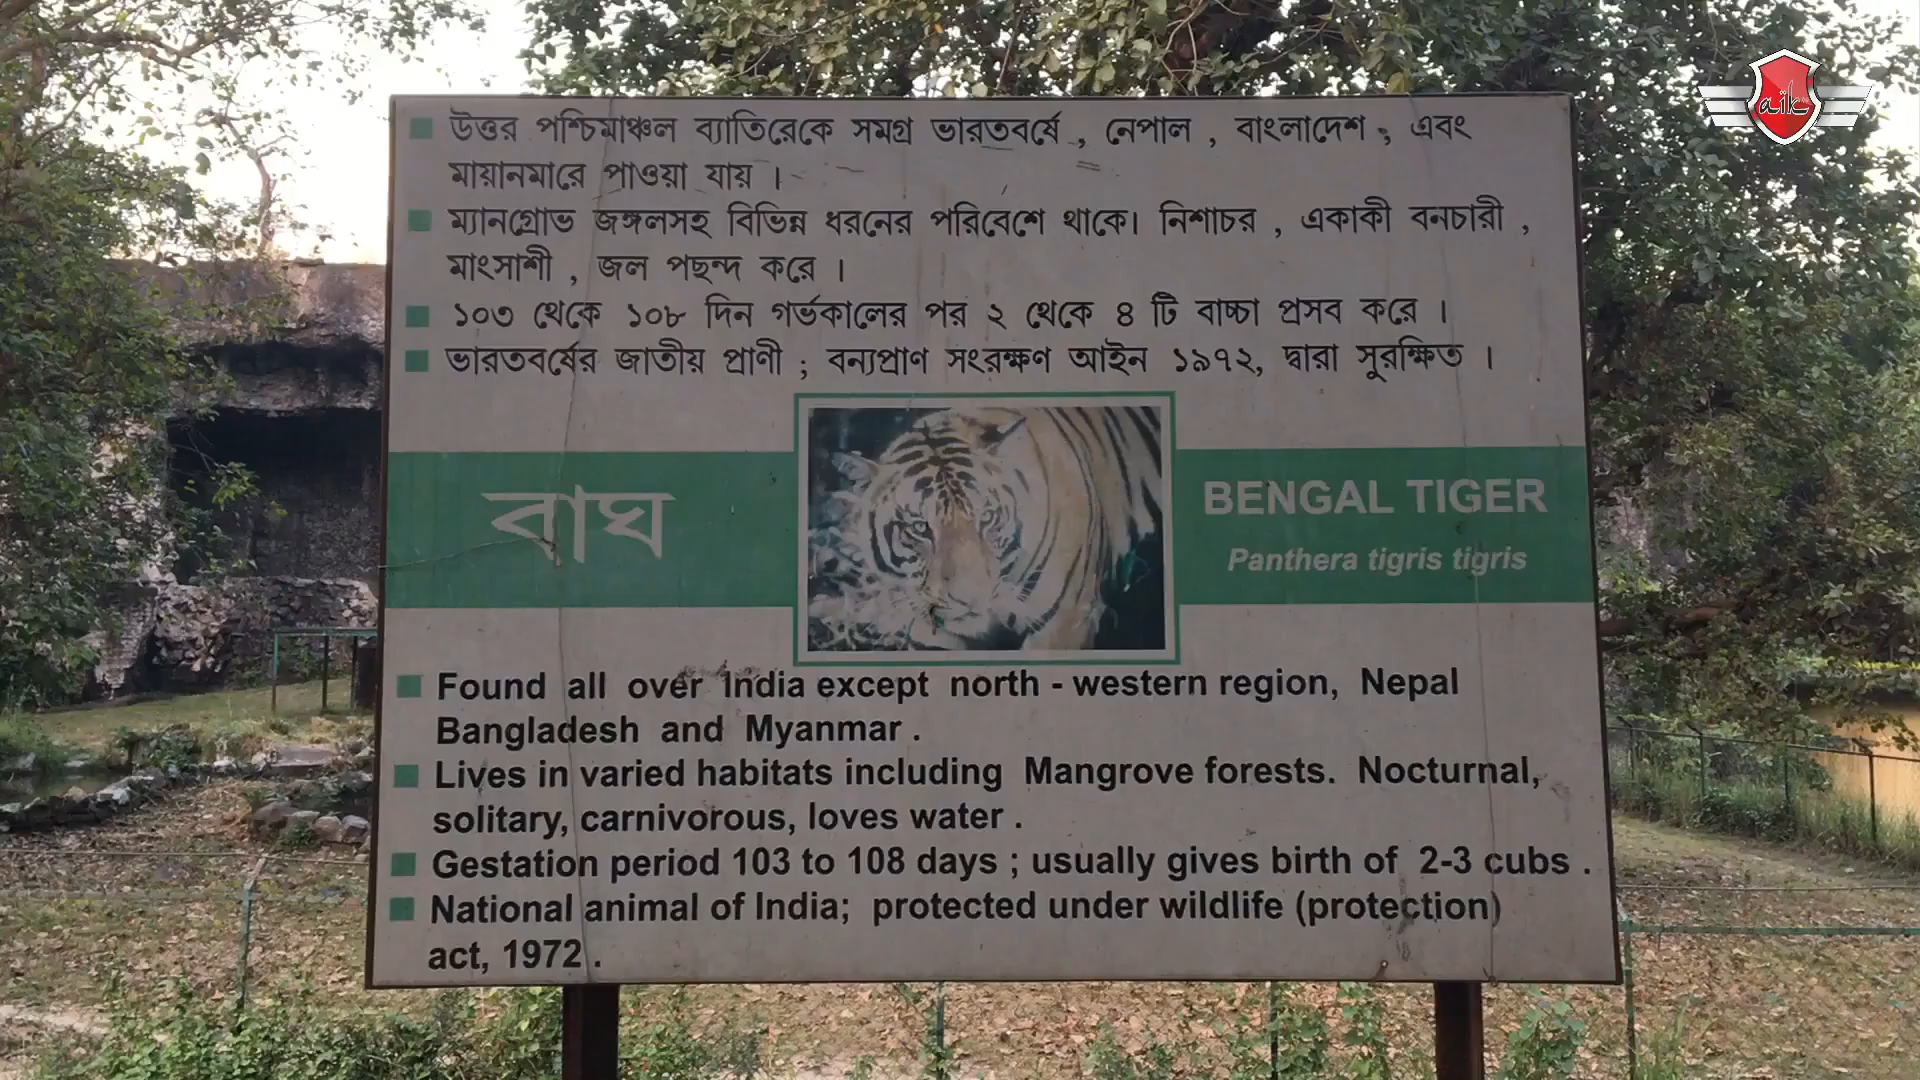 উত্তর পশ্চিমাঞ্চল ব্যাতিরেকে সমগ্র ভারতবর্ষে , নেপাল , বাংলাদেশ , এবং
মায়ানমারে পাওয়া যায় ।
ম্যানগ্রোভ জঙ্গলসহ বিভিন্ন ধরনের পরিবেশে থাকে। নিশাচর , একাকী বনচারী ,
মাংসাশী , জল পছন্দ করে ।
১০৩ থেকে ১০৮ দিন গর্ভকালের পর ২ থেকে ৪ টি বাচ্চা প্রসব করে ।
ভারতবর্ষের জাতীয় প্রাণী ; বন্যপ্রাণ সংরক্ষণ আইন ১৯৭২, দ্বারা সুরক্ষিত ।
বাঘ
BENGAL TIGER
Panthera tigris tigris
Found all over India except north - western region, Nepal
Bangladesh and Myanmar .
Lives in varied habitats including Mangrove forests. Nocturnal,
solitary, carnivorous, loves water .
Gestation period 103 to 108 days ; usually gives birth of 2-3 cubs .
National animal of India; protected under wildlife (protection)
act, 1972 .
aik